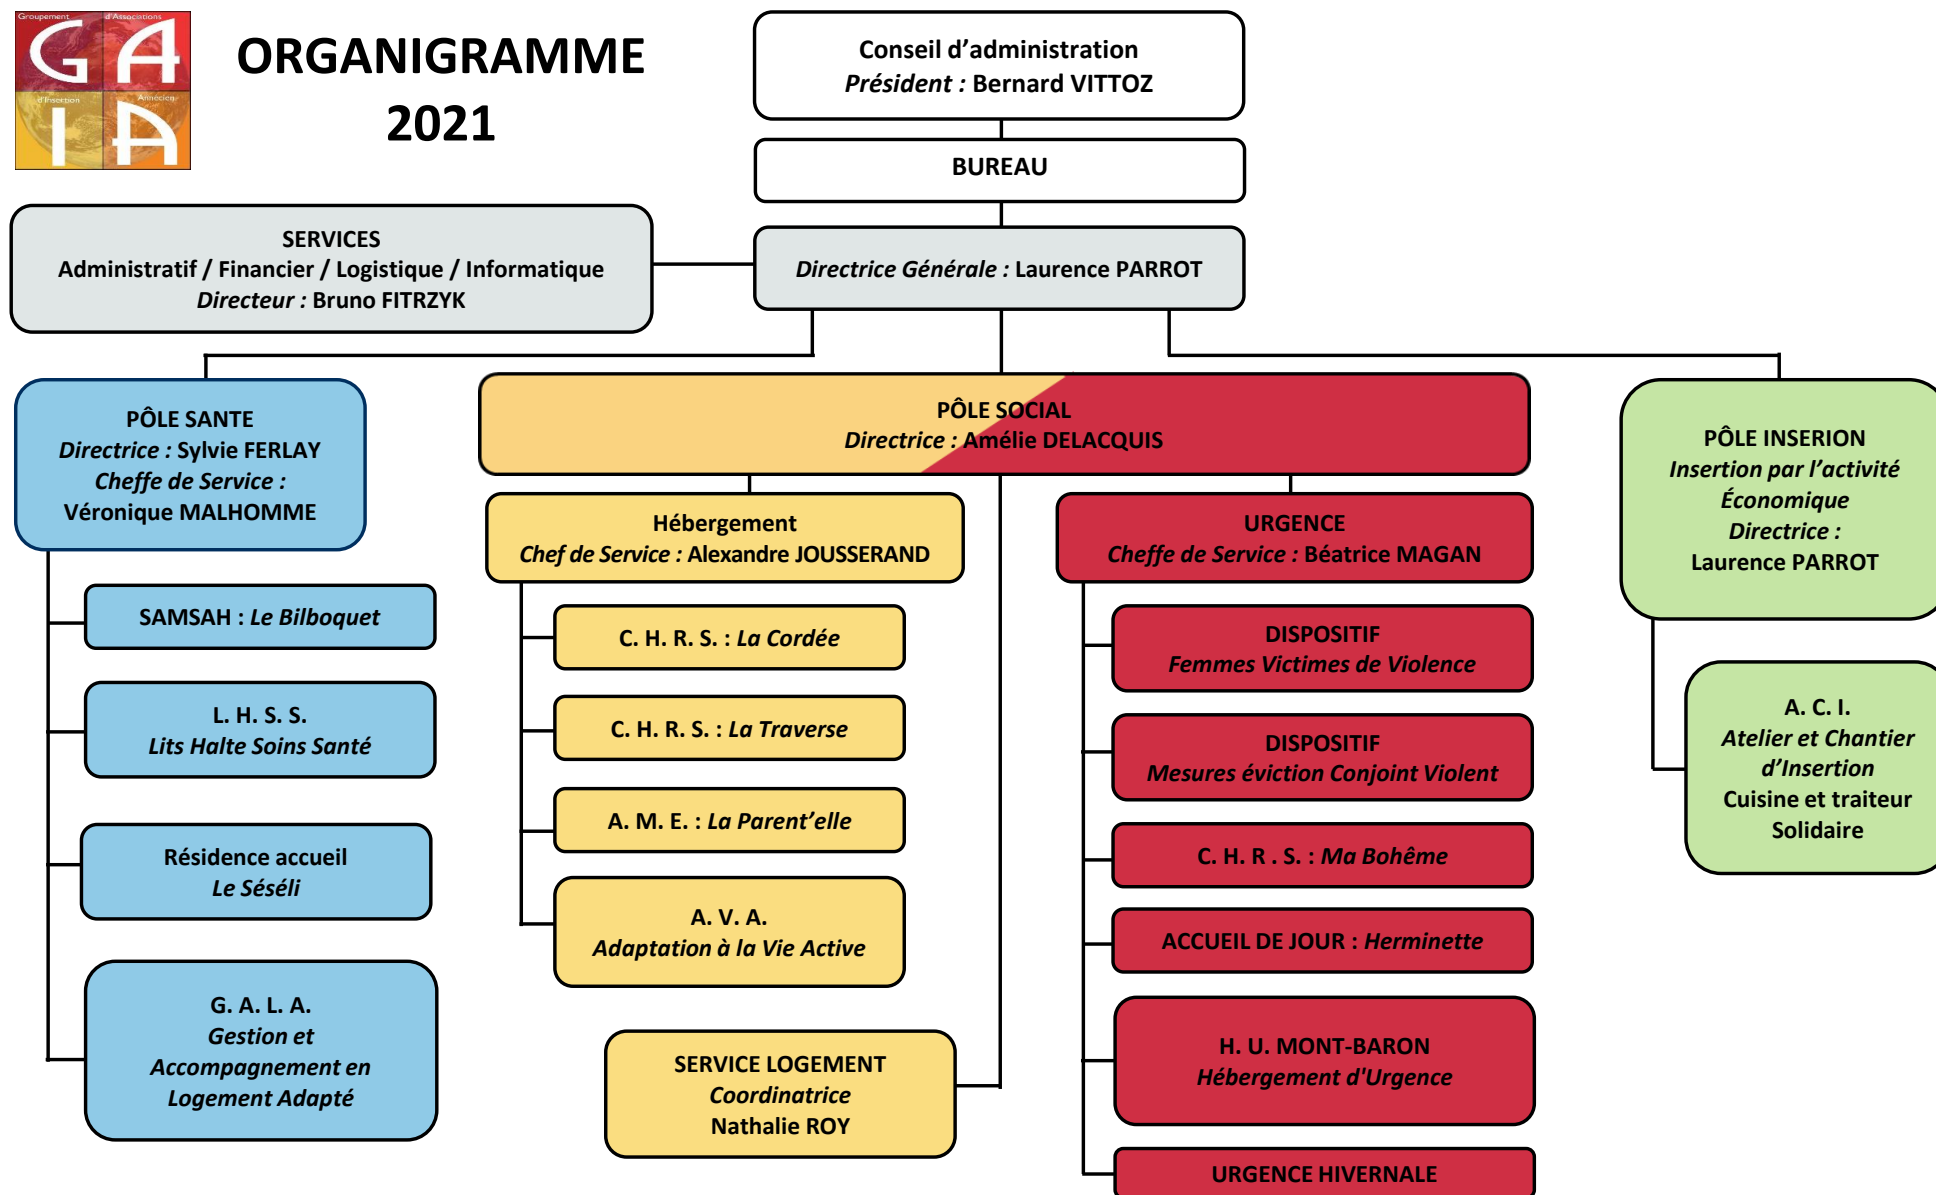 Groupement d'Associations
G A
d'Insertion Annécien
I A
ORGANIGRAMME
2021
Conseil d'administration
Président : Bernard VITTOZ
BUREAU
SERVICES
Administratif / Financier / Logistique / Informatique
Directeur : Bruno FITRZYK
Directrice Générale : Laurence PARROT
PÔLE SANTE
Directrice : Sylvie FERLAY
Cheffe de Service :
Véronique MALHOMME
SAMSAH : Le Bilboquet
L. H. S. S.
Lits Halte Soins Santé
Résidence accueil
Le Séséli
G. A. L. A.
Gestion et
Accompagnement en
Logement Adapté
PÔLE SOCIAL
Directrice : Amélie DELACQUIS
Hébergement
Chef de Service : Alexandre JOUSSERAND
C. H. R. S. : La Cordée
C. H. R. S. : La Traverse
A. M. E. : La Parent'elle
A. V. A.
Adaptation à la Vie Active
SERVICE LOGEMENT
Coordinatrice
Nathalie ROY
URGENCE
Cheffe de Service : Béatrice MAGAN
DISPOSITIF
Femmes Victimes de Violence
DISPOSITIF
Mesures éviction Conjoint Violent
C. H. R . S. : Ma Bohême
ACCUEIL DE JOUR : Herminette
H. U. MONT-BARON
Hébergement d'Urgence
URGENCE HIVERNALE
PÔLE INSERION
Insertion par l'activité
Économique
Directrice :
Laurence PARROT
A. C. I.
Atelier et Chantier
d'Insertion
Cuisine et traiteur
Solidaire